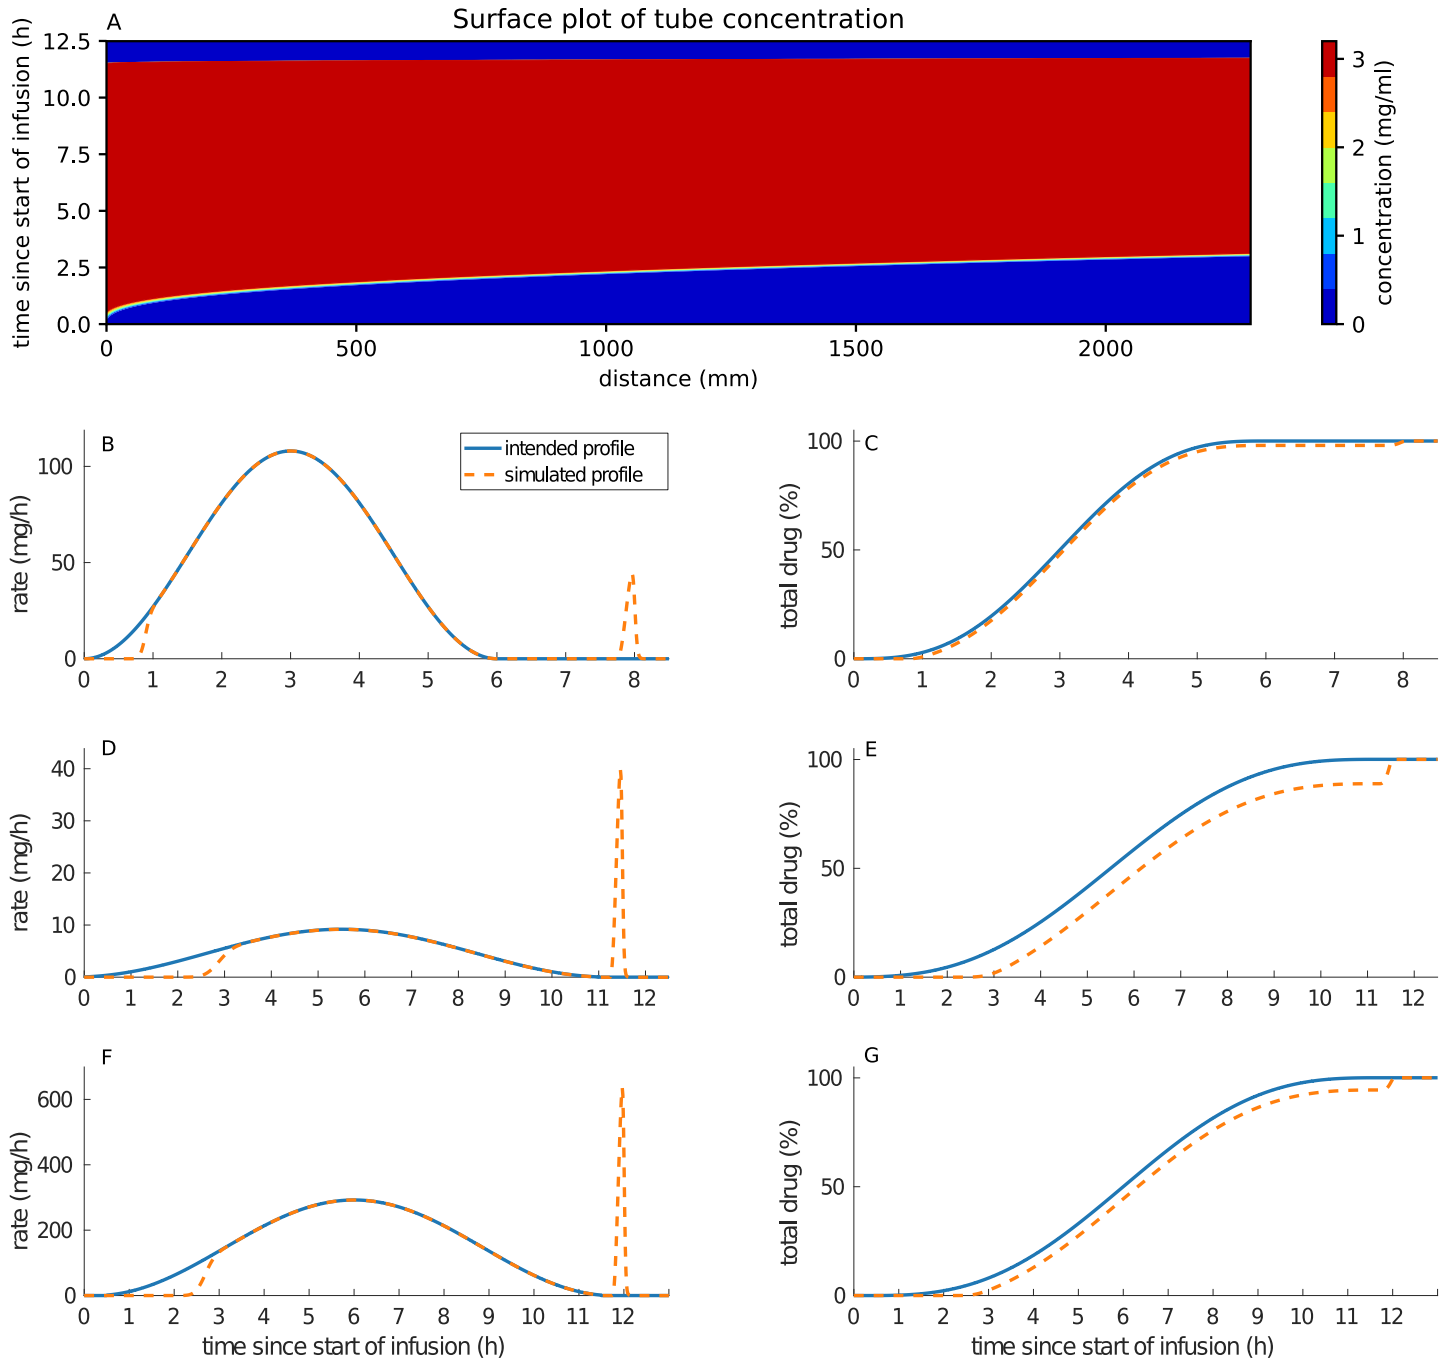 A
Surface plot of tube concentration
time since start of infusion (h)
12.5
10.0
7.5
5.0
2.5
0.0
0 500 1000 1500 2000
distance (mm)
3
2
1
0
concentration (mg/ml)
B
intended profile
simulated profile
rate (mg/h)
100
50
0
0 1 2 3 4 5 6 7 8
C
total drug (%)
100
50
0
0 1 2 3 4 5 6 7 8
D
rate (mg/h)
40
30
20
10
0
0 1 2 3 4 5 6 7 8 9 10 11 12
E
total drug (%)
100
50
0
0 1 2 3 4 5 6 7 8 9 10 11 12
F
rate (mg/h)
600
400
200
0
0 1 2 3 4 5 6 7 8 9 10 11 12
time since start of infusion (h)
G
total drug (%)
100
50
0
0 1 2 3 4 5 6 7 8 9 10 11 12
time since start of infusion (h)